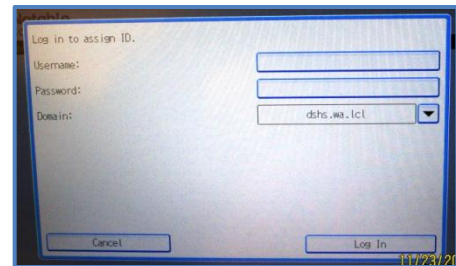 Log in to assign ID.
Username:
Password:
Domain:
dshs.wa.lcl
Cancel
Log In